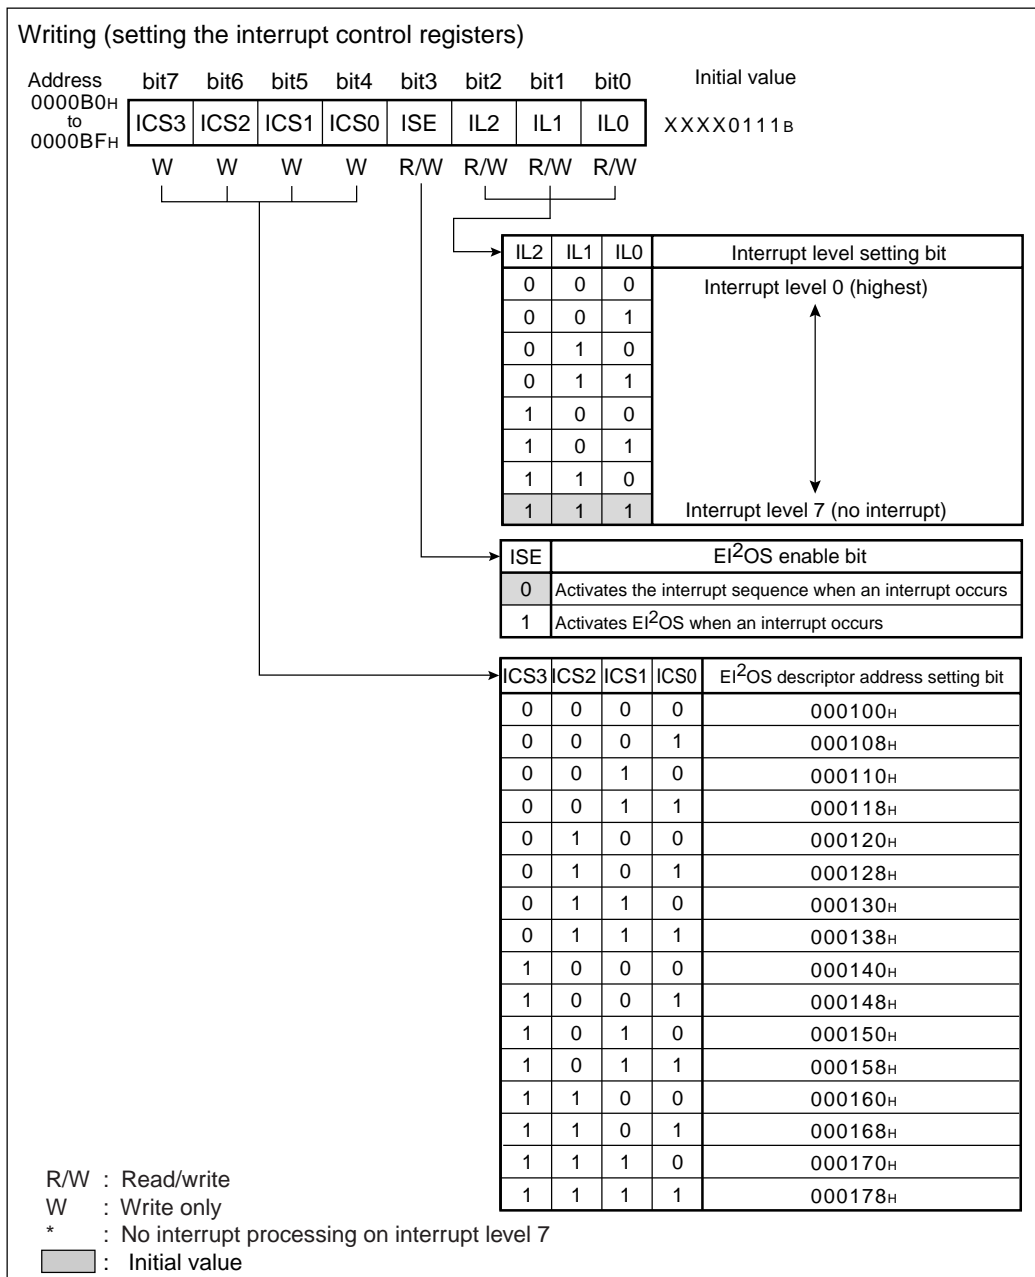 Writing (setting the interrupt control registers)
Address bit7 bit6 bit5 bit4 bit3 bit2 bit1 bit0 Initial value
0000B0H
to
0000BFH
ICS3 ICS2 ICS1 ICS0 ISE IL2 IL1 IL0 XXXX0111B
W W W W R/W R/W R/W R/W
IL2 IL1 IL0 Interrupt level setting bit
0 0 0 Interrupt level 0 (highest)
0 0 1
0 1 0
0 1 1
1 0 0
1 0 1
1 1 0
1 1 1 Interrupt level 7 (no interrupt)
ISE EI2OS enable bit
0 Activates the interrupt sequence when an interrupt occurs
1 Activates EI2OS when an interrupt occurs
ICS3 ICS2 ICS1 ICS0 EI2OS descriptor address setting bit
0 0 0 0 000100H
0 0 0 1 000108H
0 0 1 0 000110H
0 0 1 1 000118H
0 1 0 0 000120H
0 1 0 1 000128H
0 1 1 0 000130H
0 1 1 1 000138H
1 0 0 0 000140H
1 0 0 1 000148H
1 0 1 0 000150H
1 0 1 1 000158H
1 1 0 0 000160H
1 1 0 1 000168H
1 1 1 0 000170H
1 1 1 1 000178H
R/W : Read/write
W : Write only
* : No interrupt processing on interrupt level 7
: Initial value